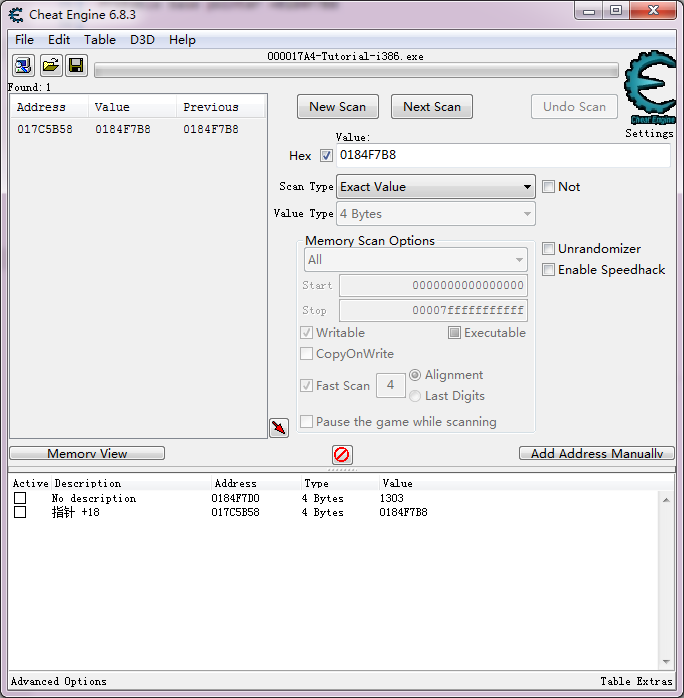 Cheat Engine 6.8.3
File Edit Table D3D Help
000017A4-Tutorial-i386.exe
Found: 1
Address Value Previous
017C5B58 0184F7B8 0184F7B8
New Scan Next Scan Undo Scan
Cheat Engine
Settings
Value:
Hex 0184F7B8
Scan Type Exact Value Not
Value Type 4 Bytes
Memory Scan Options
All
Unrandomizer
Enable Speedhack
Start 0000000000000000
Stop 00007fffffffffff
Writable Executable
CopyOnWrite
Fast Scan 4 Alignment
Last Digits
Pause the game while scanning
Memory View Add Address Manually
Active Description Address Type Value
No description 0184F7D0 4 Bytes 1303
指针 +18 017C5B58 4 Bytes 0184F7B8
Advanced Options Table Extras